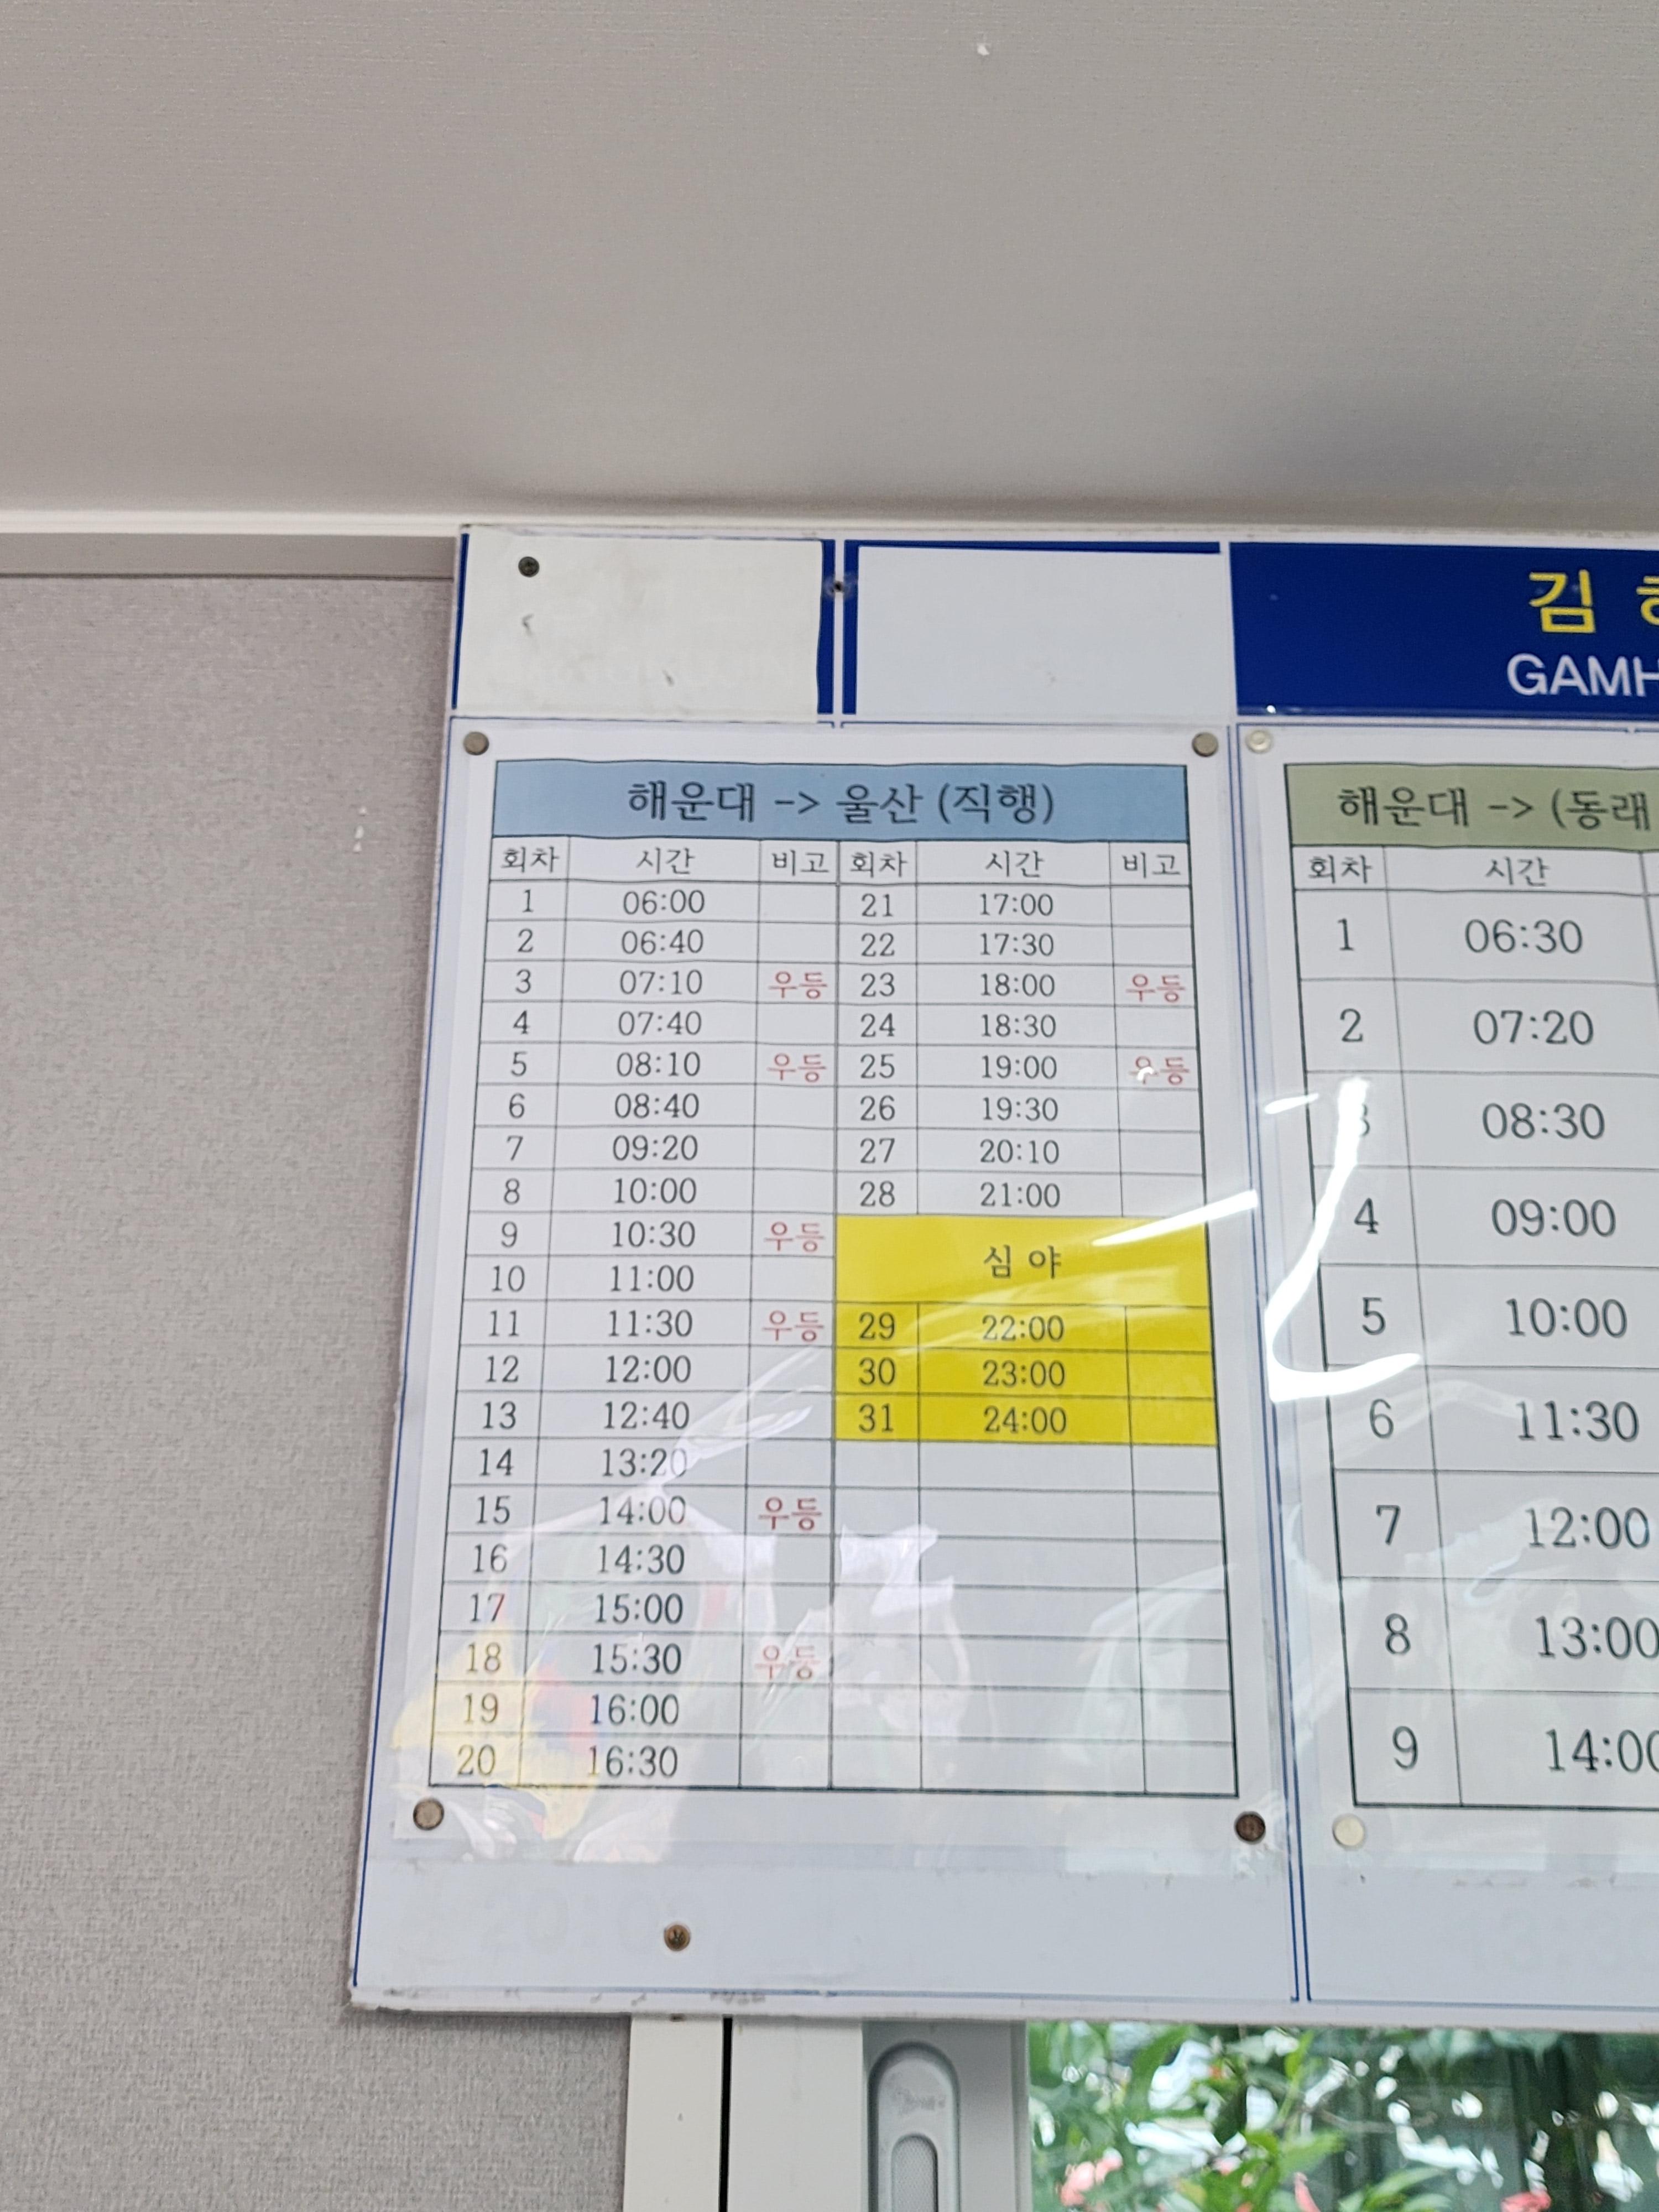 김
GAMH
해운대 -> 울산 (직행)
회차 시간 비고 회차 시간 비고
1 06:00 21 17:00
2 06:40 22 17:30
3 07:10 우등 23 18:00 우등
4 07:40 24 18:30
5 08:10 우등 25 19:00 우등
6 08:40 26 19:30
7 09:20 27 20:10
8 10:00 28 21:00
9 10:30 우등
심 야
10 11:00
11 11:30 우등 29 22:00
12 12:00 30 23:00
13 12:40 31 24:00
14 13:20
15 14:00 우등
16 14:30
17 15:00
18 15:30 우등
19 16:00
20 16:30
해운대 -> (동래
회차 시간
1 06:30
2 07:20
3 08:30
4 09:00
5 10:00
6 11:30
7 12:00
8 13:00
9 14:00